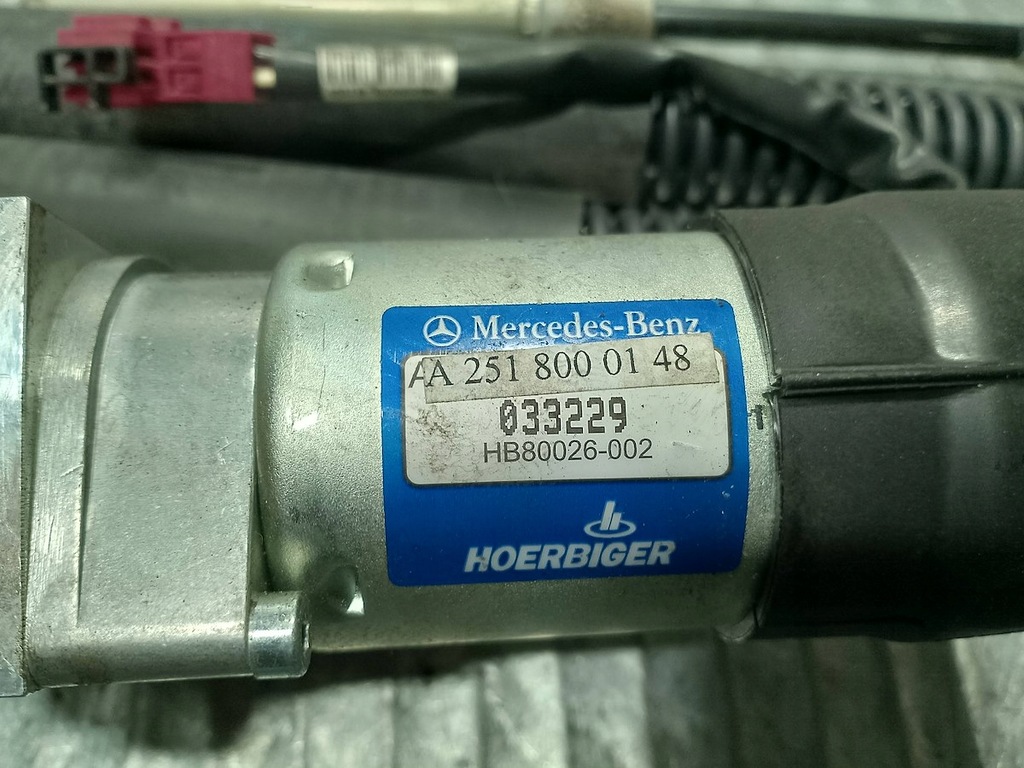 Mercedes-Benz
AA 251 800 01 48
033229
HB80026-002
HOERBIGER